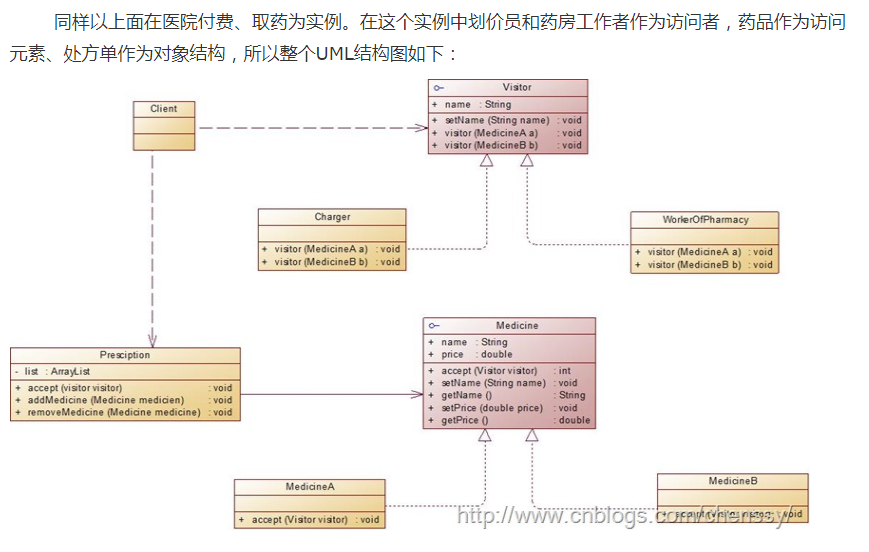 同样以上面在医院付费、取药为实例。在这个实例中划价员和药房工作者作为访问者，药品作为访问
元素、处方单作为对象结构，所以整个UML结构图如下：
Visitor
+ name : String
+ setName (String name) : void
+ visitor (MedicineA a) : void
+ visitor (MedicineB b) : void
Client
Charger
+ visitor (MedicineA a) : void
+ visitor (MedicineB b) : void
WorkerOfPharmacy
+ visitor (MedicineA a) : void
+ visitor (MedicineB b) : void
Medicine
+ name : String
+ price : double
+ accept (Visitor visitor) : int
+ setName (String name) : void
+ getName () : String
+ setPrice (double price) : void
+ getPrice () : double
Presciption
- list : ArrayList
+ accept (visitor visitor) : void
+ addMedicine (Medicine medicien) : void
+ removeMedicine (Medicine medicine) : void
MedicineA
+ accept (Visitor visitor) : void
MedicineB
+ accept (Visitor visitor) : void
http://www.cnblogs.com/chenssy/